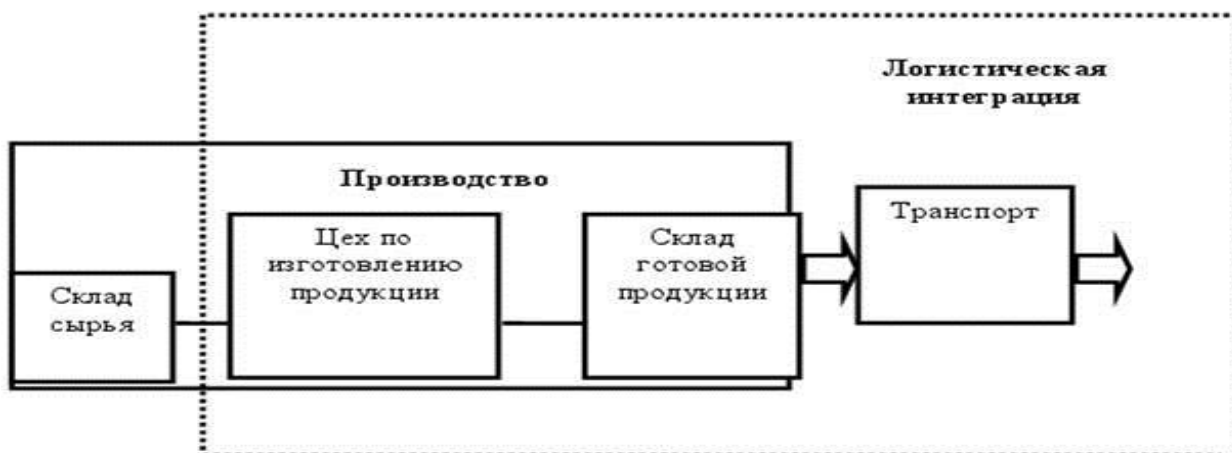 Логистическая
интеграция
Производство
Склад
сырья
Цех по
изготовлению
продукции
Склад
готовой
продукции
Транспорт